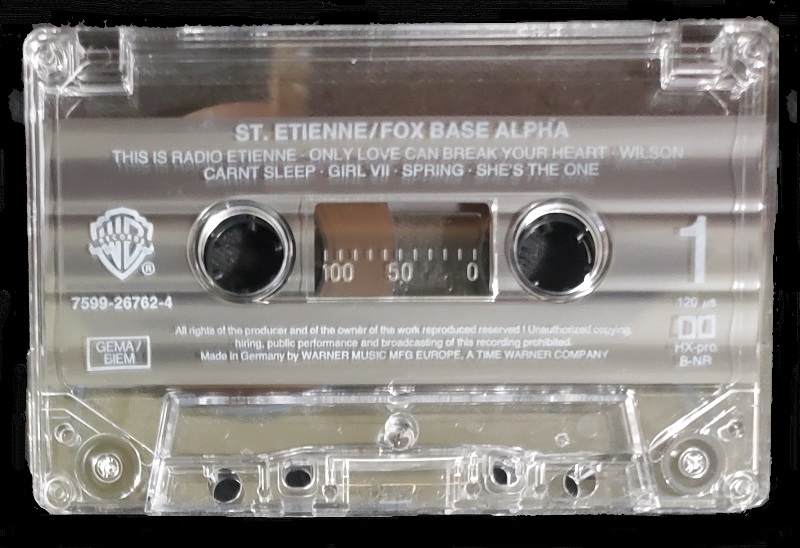 ST. ETIENNE/FOX BASE ALPHA
THIS IS RADIO ETIENNE · ONLY LOVE CAN BREAK YOUR HEART · WILSON
CARNT SLEEP · GIRL VII · SPRING · SHE'S THE ONE
WB
RECORDS
®
7599-26762-4
100 50 0
1
120 µs
HX-pro.
B-NR
GEMA/
BIEM
All rights of the producer and of the owner of the work reproduced reserved ! Unauthorized copying,
hiring, public performance and broadcasting of this recording prohibited.
Made in Germany by WARNER MUSIC MFG EUROPE, A TIME WARNER COMPANY